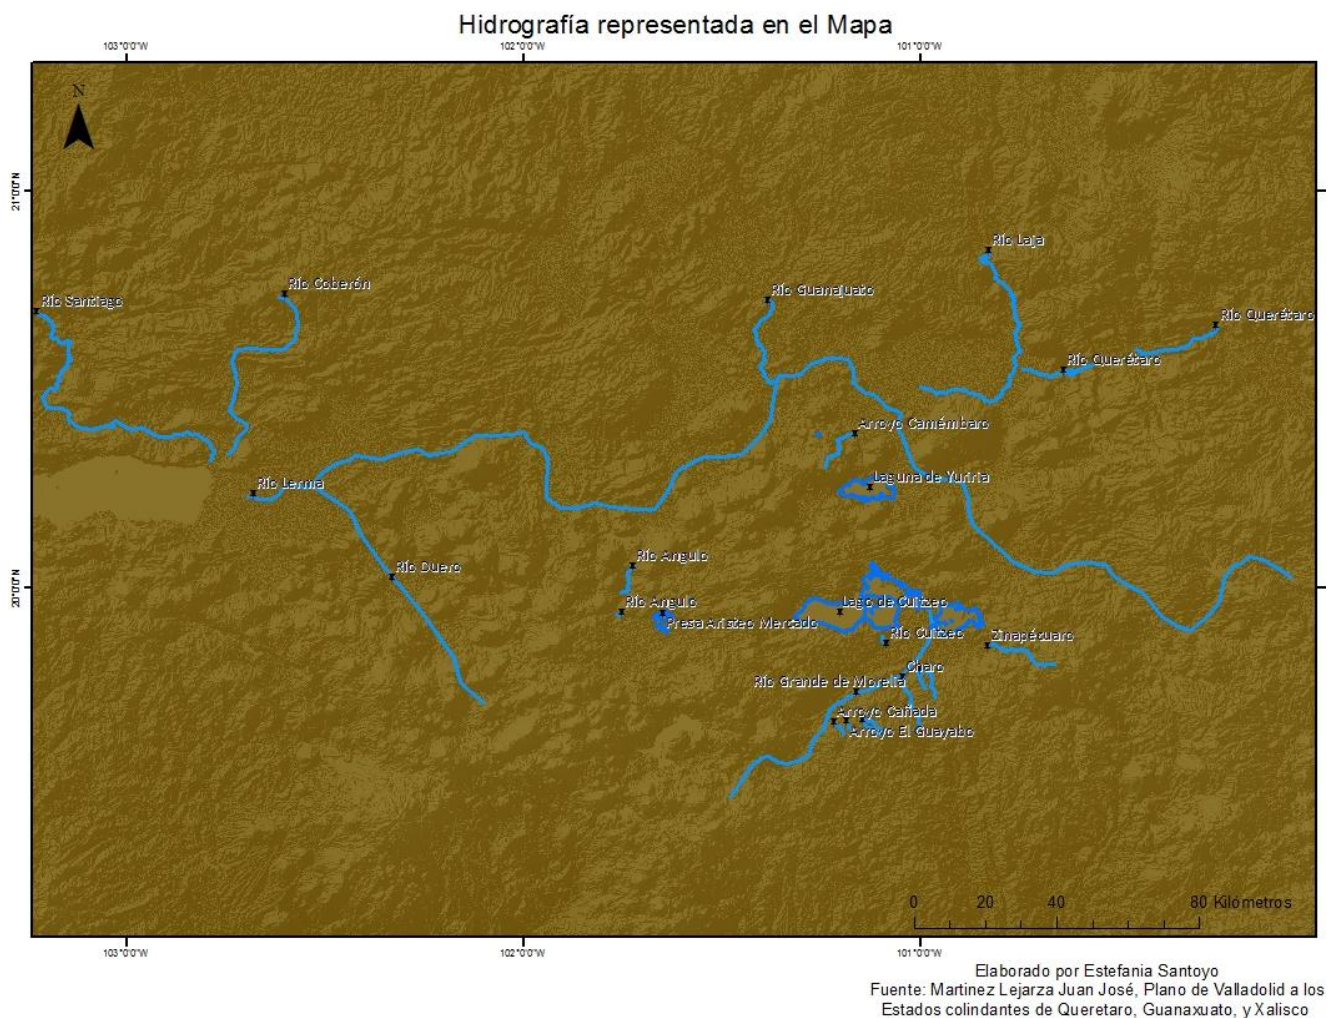 Hidrografía representada en el Mapa
103°0'0"W
102°0'0"W
101°0'0"W
N
21°0'0"N
Río Laja
Río Coberón
Río Guanajuato
Río Santiago
Río Querétaro
Río Querétaro
Arroyo Camémbaro
Laguna de Yuriria
Río Lerma
Río Angulo
Río Duero
20°0'0"N
Río Angulo
Lago de Cuitzeo
Presa Aristeo Mercado
Río Cuitzeo
Zinapécuaro
Charo
Río Grande de Morelia
Arroyo Cañada
Arroyo El Guayabo
0 20 40 80 Kilómetros
103°0'0"W
102°0'0"W
101°0'0"W
Elaborado por Estefania Santoyo
Fuente: Martinez Lejarza Juan José, Plano de Valladolid a los
Estados colindantes de Queretaro, Guanaxuato, y Xalisco